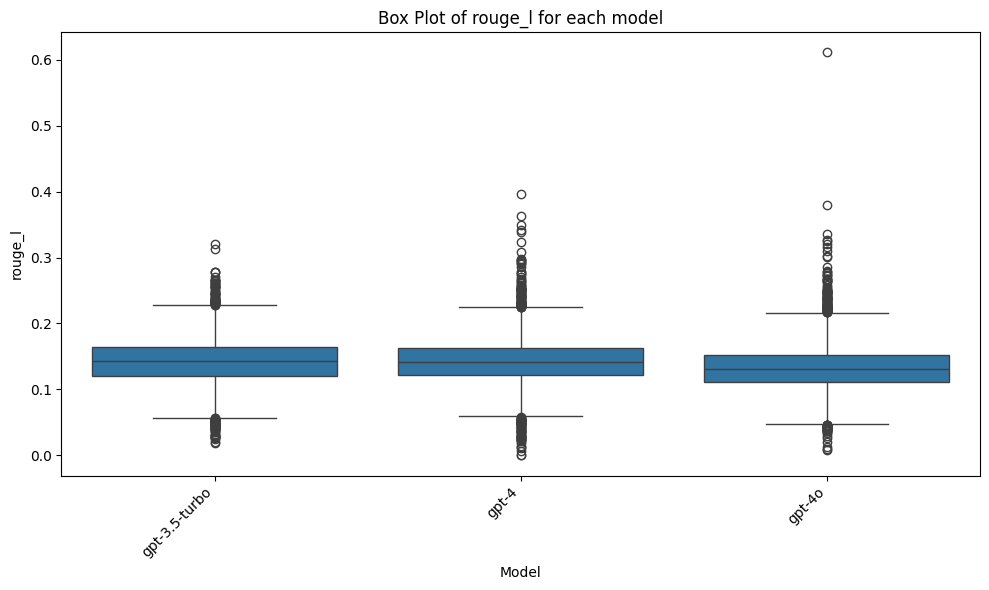 Box Plot of rouge_l for each model
0.6
0.5
0.4
0.3
0.2
0.1
0.0
rouge_l
gpt-3.5-turbo
gpt-4
gpt-4o
Model